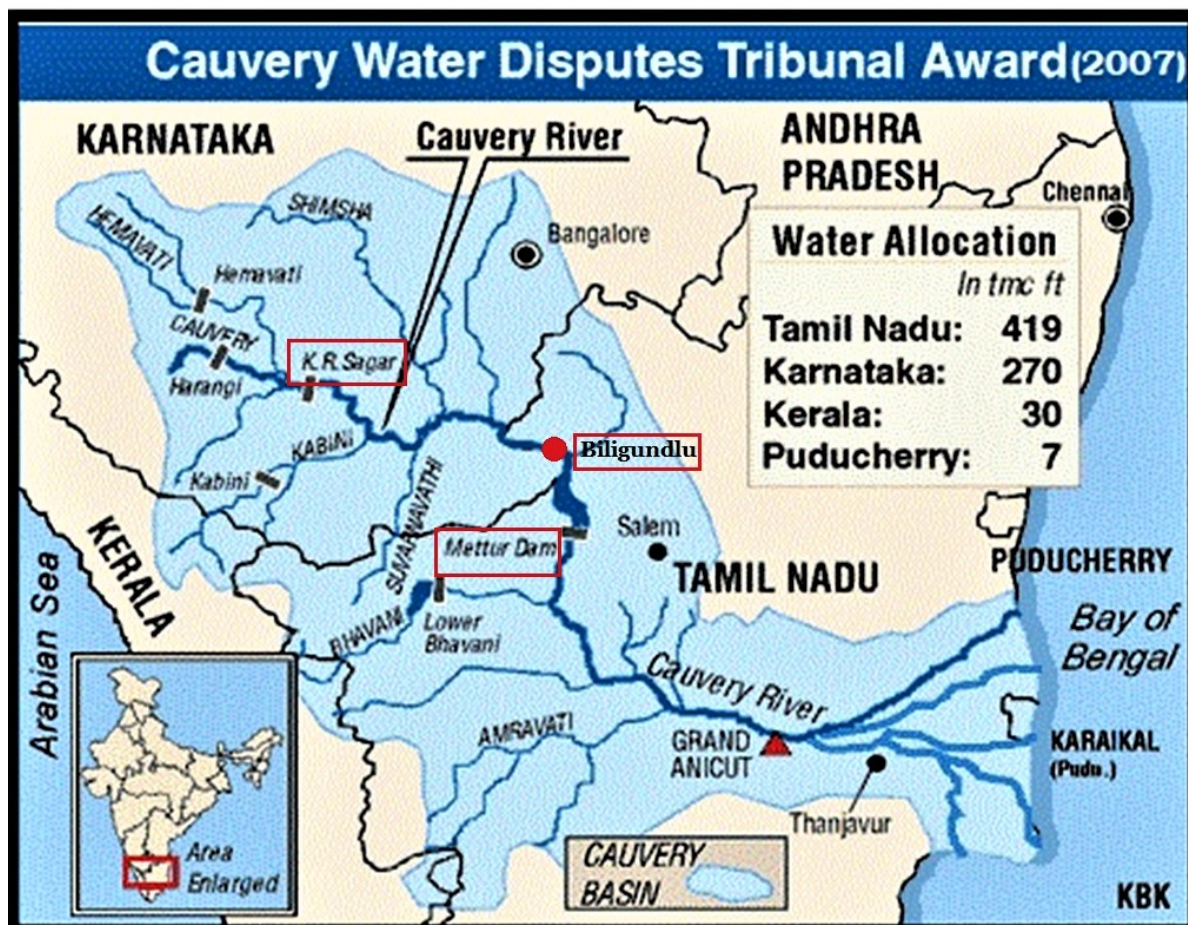 Cauvery Water Disputes Tribunal Award(2007)
KARNATAKA
Cauvery River
ANDHRA
PRADESH
Chennai
HEMAVATI
SHIMSHA
Bangalore
Hemavati
CAUVERY
K.R.Sagar
Harangi
Water Allocation
In tmc ft
Tamil Nadu: 419
Karnataka: 270
Kerala: 30
Puducherry: 7
KABINI
Kabini
Biligundlu
SUVARNAVATHI
Mettur Dam
Salem
TAMIL NADU
PUDUCHERRY
KERALA
Arabian Sea
BHAVANI
Lower
Bhavani
Bay of
Bengal
Cauvery River
AMRAVATI
GRAND
ANICUT
KARAIKAL
(Pudu.)
Thanjavur
Area
Enlarged
CAUVERY
BASIN
KBK